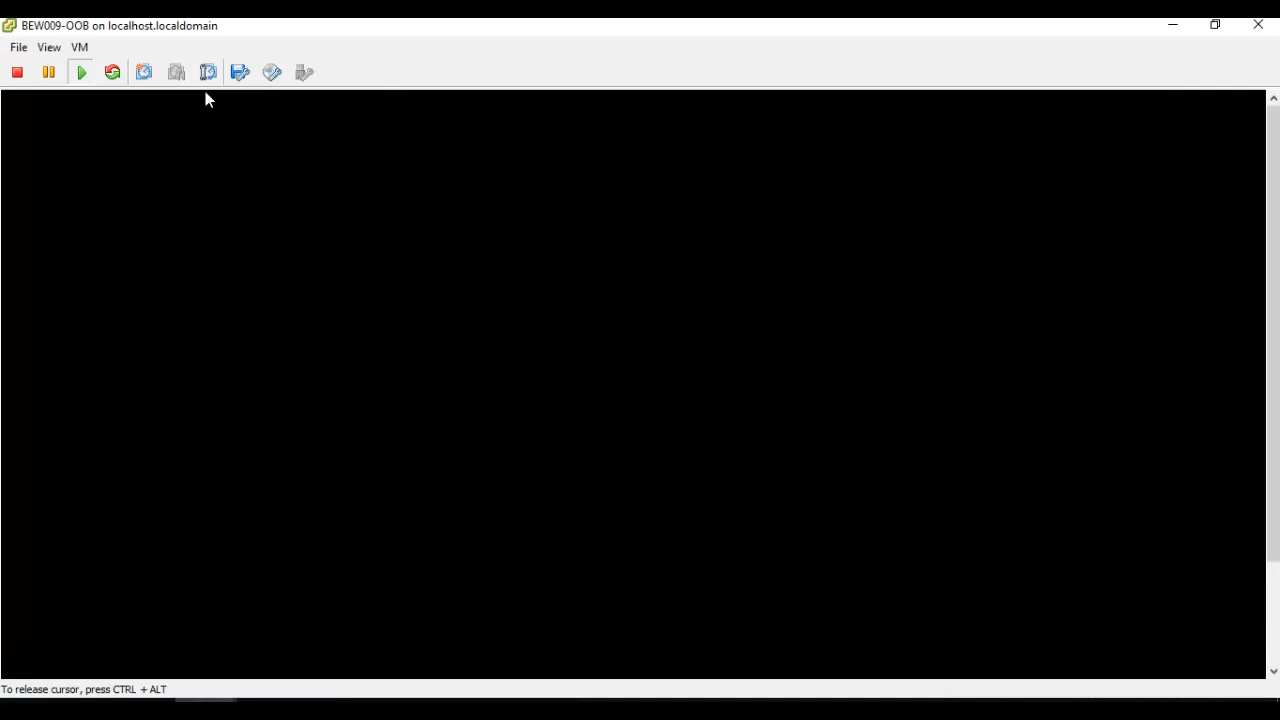 BEW009-OOB on localhost.localdomain
File View VM
To release cursor, press CTRL + ALT